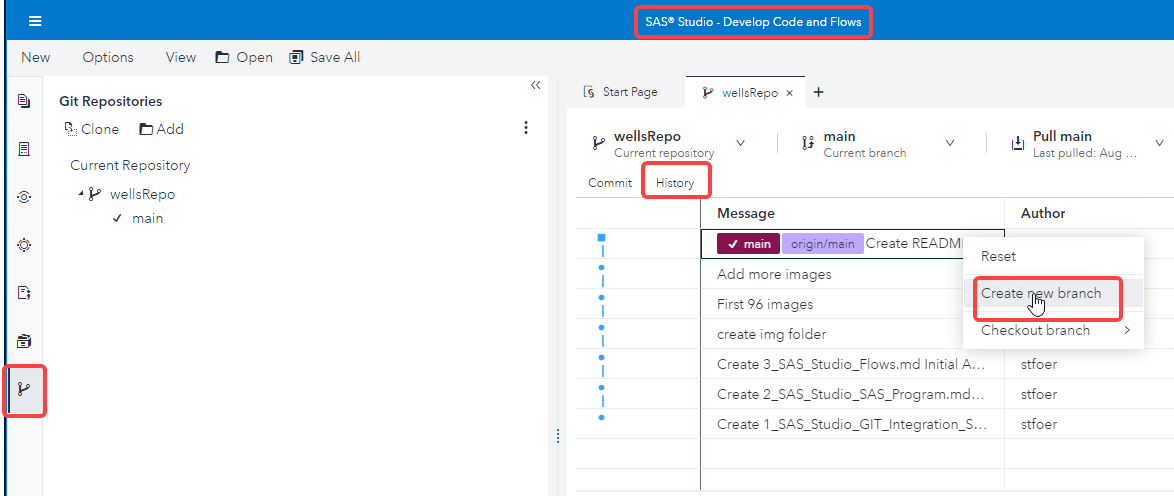 SAS® Studio - Develop Code and Flows
New Options View Open Save All
Git Repositories
Clone Add
Current Repository
wellsRepo
main
Start Page wellsRepo × +
wellsRepo
Current repository
main
Current branch
Pull main
Last pulled: Aug ...
Commit History
Message Author
main origin/main Create
Add more images
First 96 images
create img folder
Create 3_SAS_Studio_Flows.md Initial A... stfoer
Create 2_SAS_Studio_SAS_Program.md... stfoer
Create 1_SAS_Studio_GIT_Integration_S... stfoer
Reset
Create new branch
Checkout branch